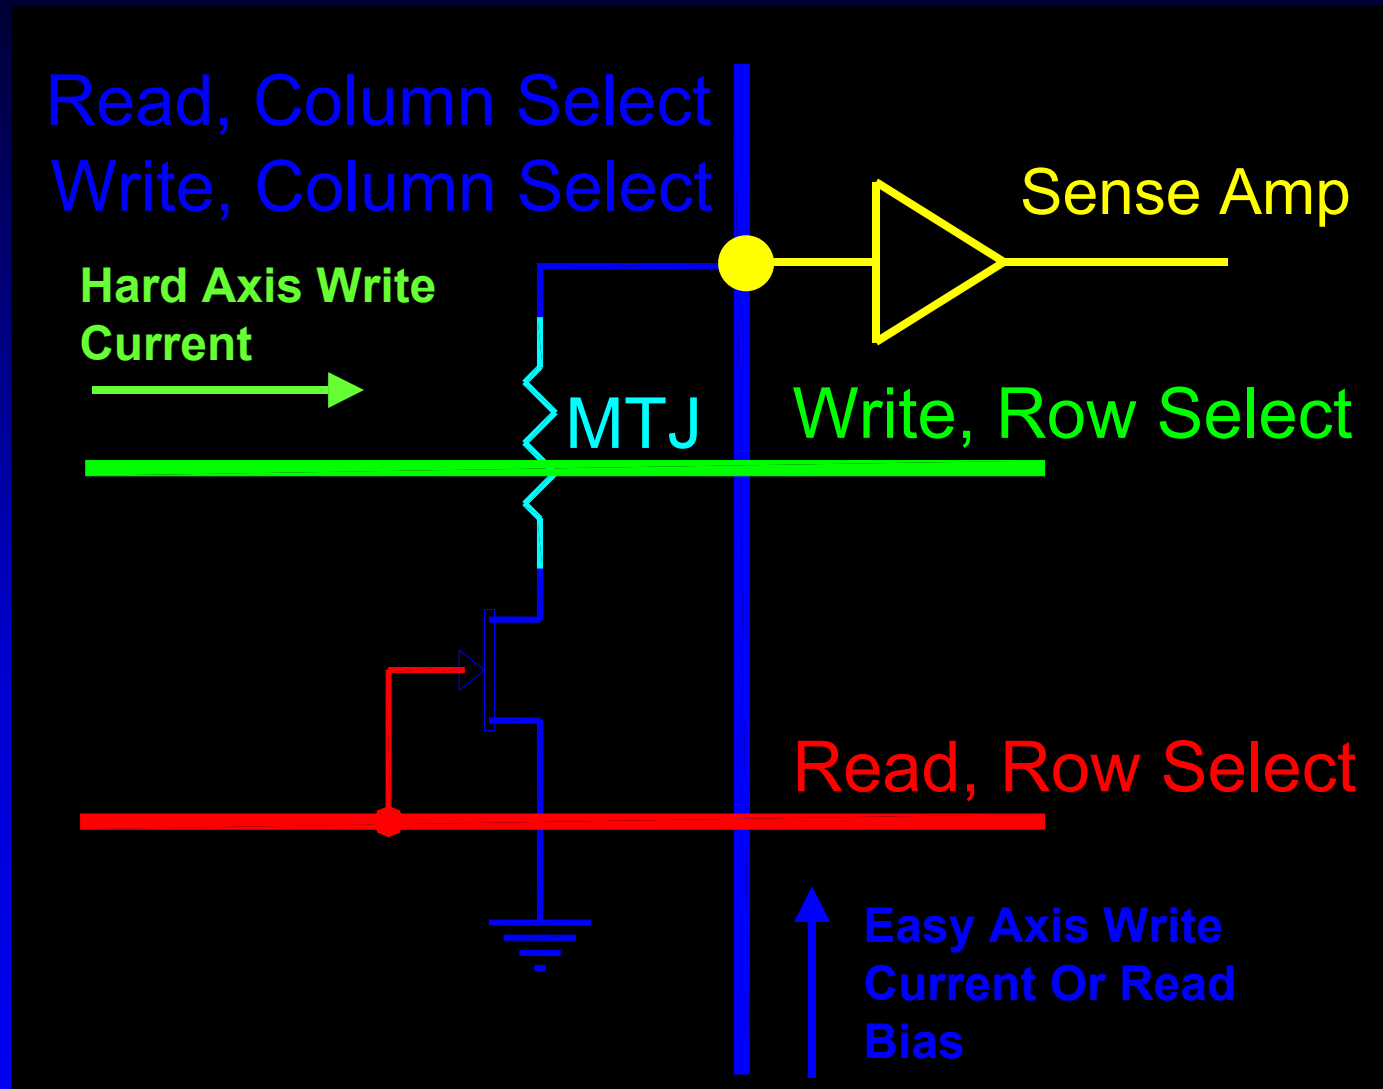 Read, Column Select
Write, Column Select
Sense Amp
Hard Axis Write
Current
MTJ
Write, Row Select
Read, Row Select
Easy Axis Write
Current Or Read
Bias